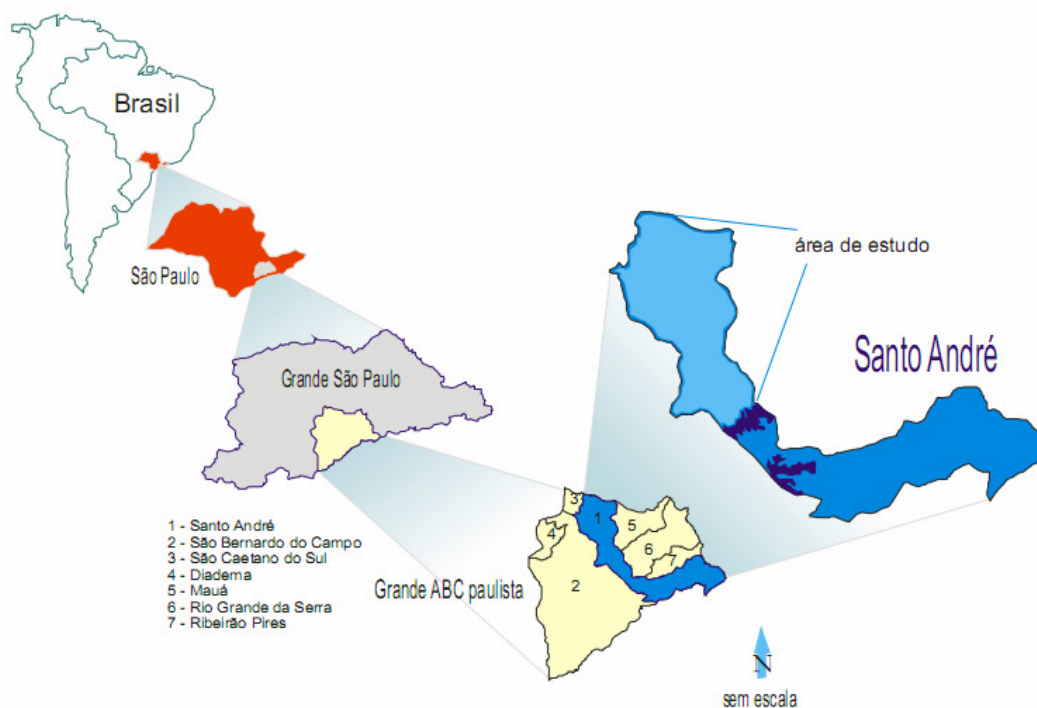 Brasil
São Paulo
área de estudo
Santo André
Grande São Paulo
1 - Santo André
2 - São Bernardo do Campo
3 - São Caetano do Sul
4 - Diadema
5 - Mauá
6 - Rio Grande da Serra
7 - Ribeirão Pires
Grande ABC paulista
3
1
5
4
6
7
2
N
sem escala